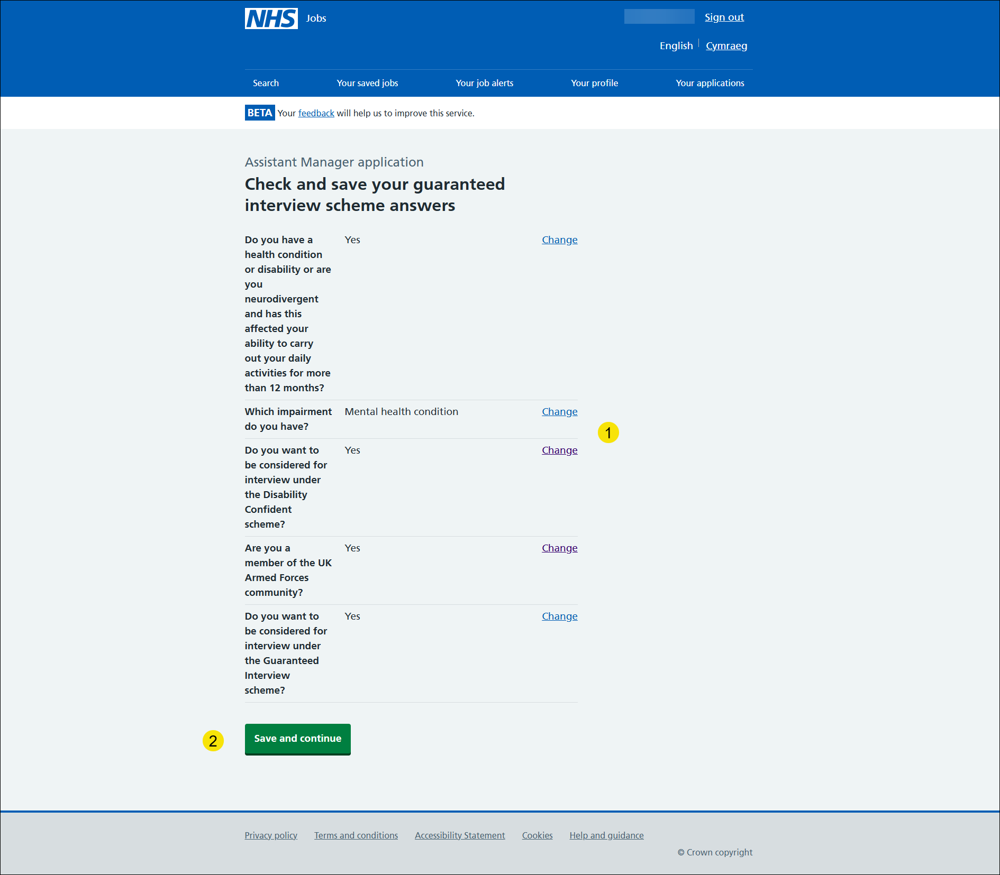 NHS Jobs
Sign out
English Cymraeg
Search Your saved jobs Your job alerts Your profile Your applications
BETA Your feedback will help us to improve this service.
Assistant Manager application
Check and save your guaranteed
interview scheme answers
Do you have a Yes Change
health condition
or disability or are
you
neurodivergent
and has this
affected your
ability to carry
out your daily
activities for more
than 12 months?
Which impairment Mental health condition Change
do you have?
1
Do you want to Yes Change
be considered for
interview under
the Disability
Confident
scheme?
Are you a Yes Change
member of the UK
Armed Forces
community?
Do you want to Yes Change
be considered for
interview under
the Guaranteed
Interview
scheme?
2 Save and continue
Privacy policy Terms and conditions Accessibility Statement Cookies Help and guidance
© Crown copyright